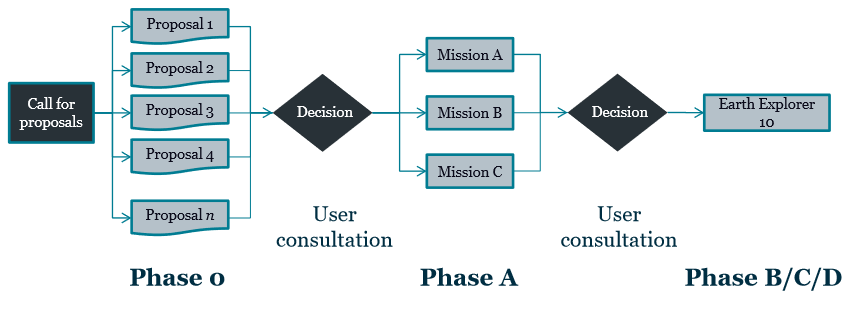 Call for
proposals
Proposal 1
Proposal 2
Proposal 3
Proposal 4
Proposal n
Decision
Mission A
Mission B
Mission C
Decision
Earth Explorer
10
User
consultation
User
consultation
Phase 0
Phase A
Phase B/C/D